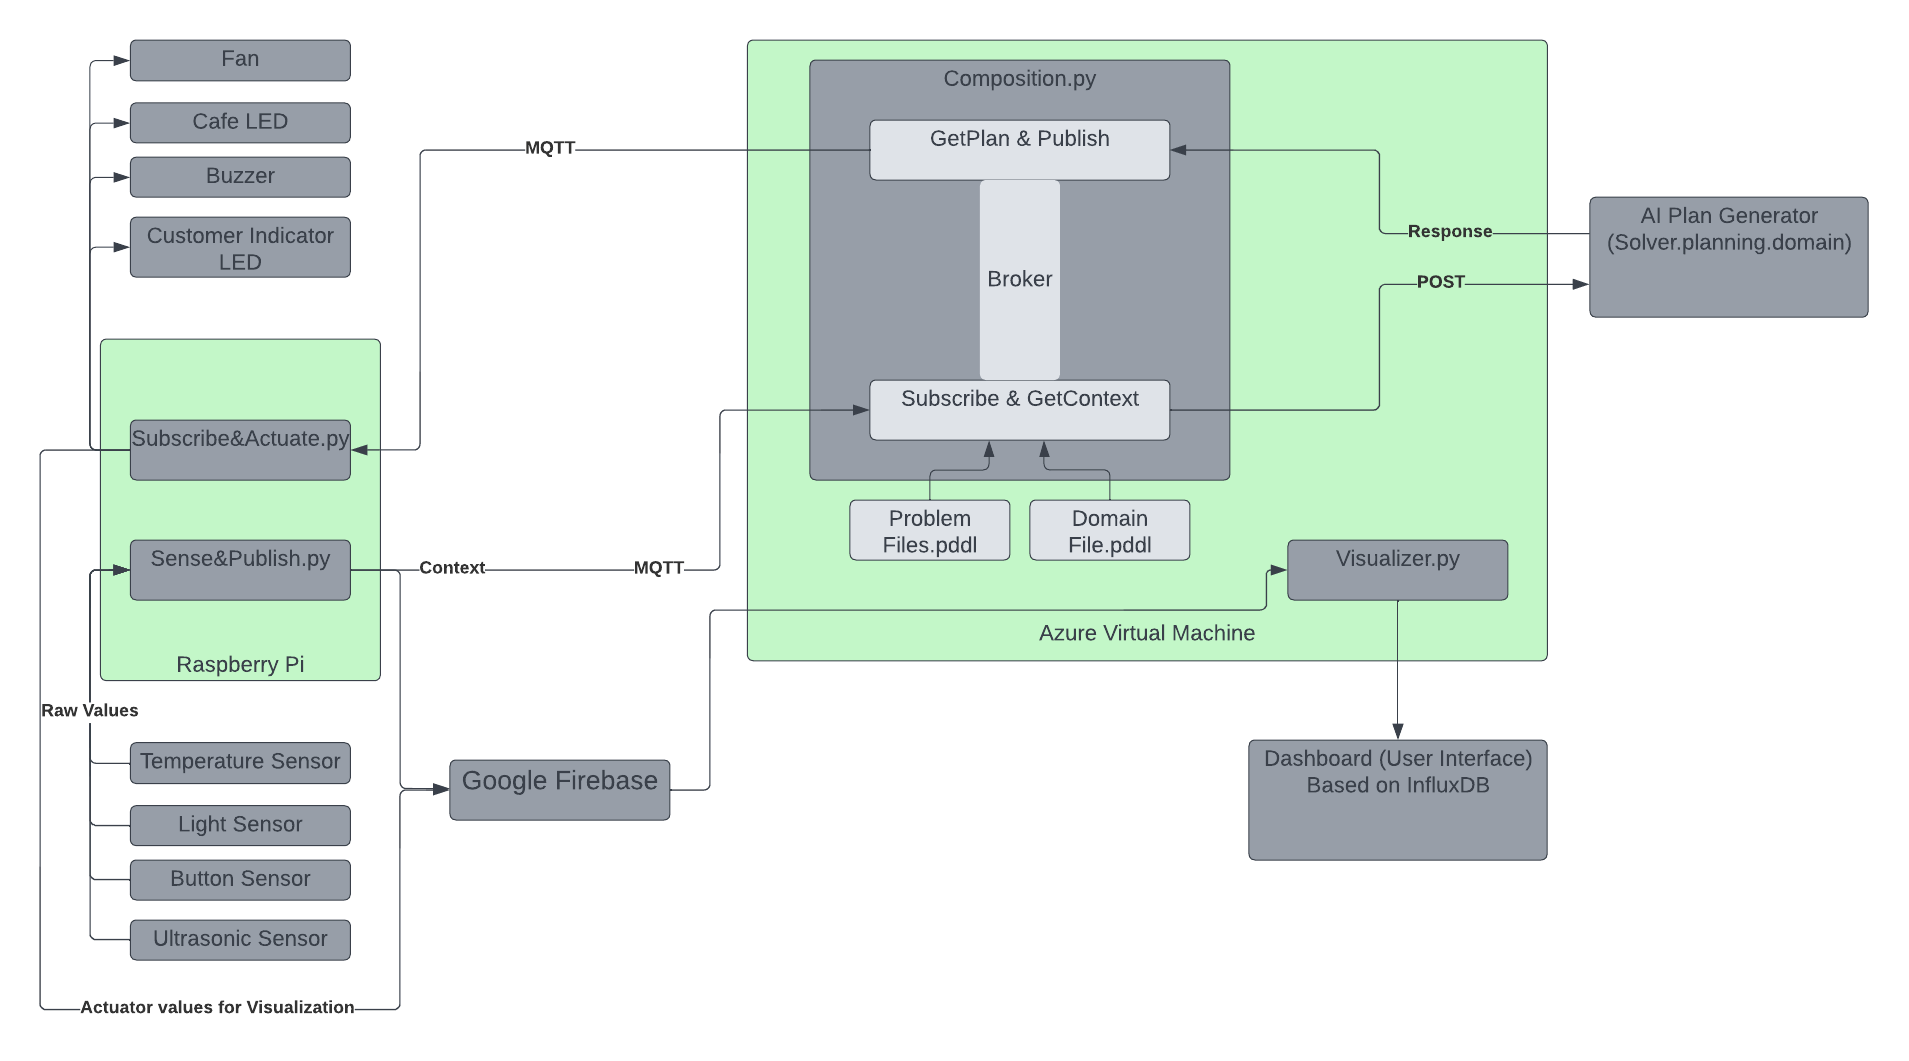 Fan
Cafe LED
Buzzer
Customer Indicator
LED
Subscribe&Actuate.py
Sense&Publish.py
Raspberry Pi
Raw Values
Temperature Sensor
Light Sensor
Button Sensor
Ultrasonic Sensor
Actuator values for Visualization
MQTT
Context
MQTT
Google Firebase
Composition.py
GetPlan & Publish
Broker
Subscribe & GetContext
Problem
Files.pddl
Domain
File.pddl
Visualizer.py
Azure Virtual Machine
Response
POST
AI Plan Generator
(Solver.planning.domain)
Dashboard (User Interface)
Based on InfluxDB